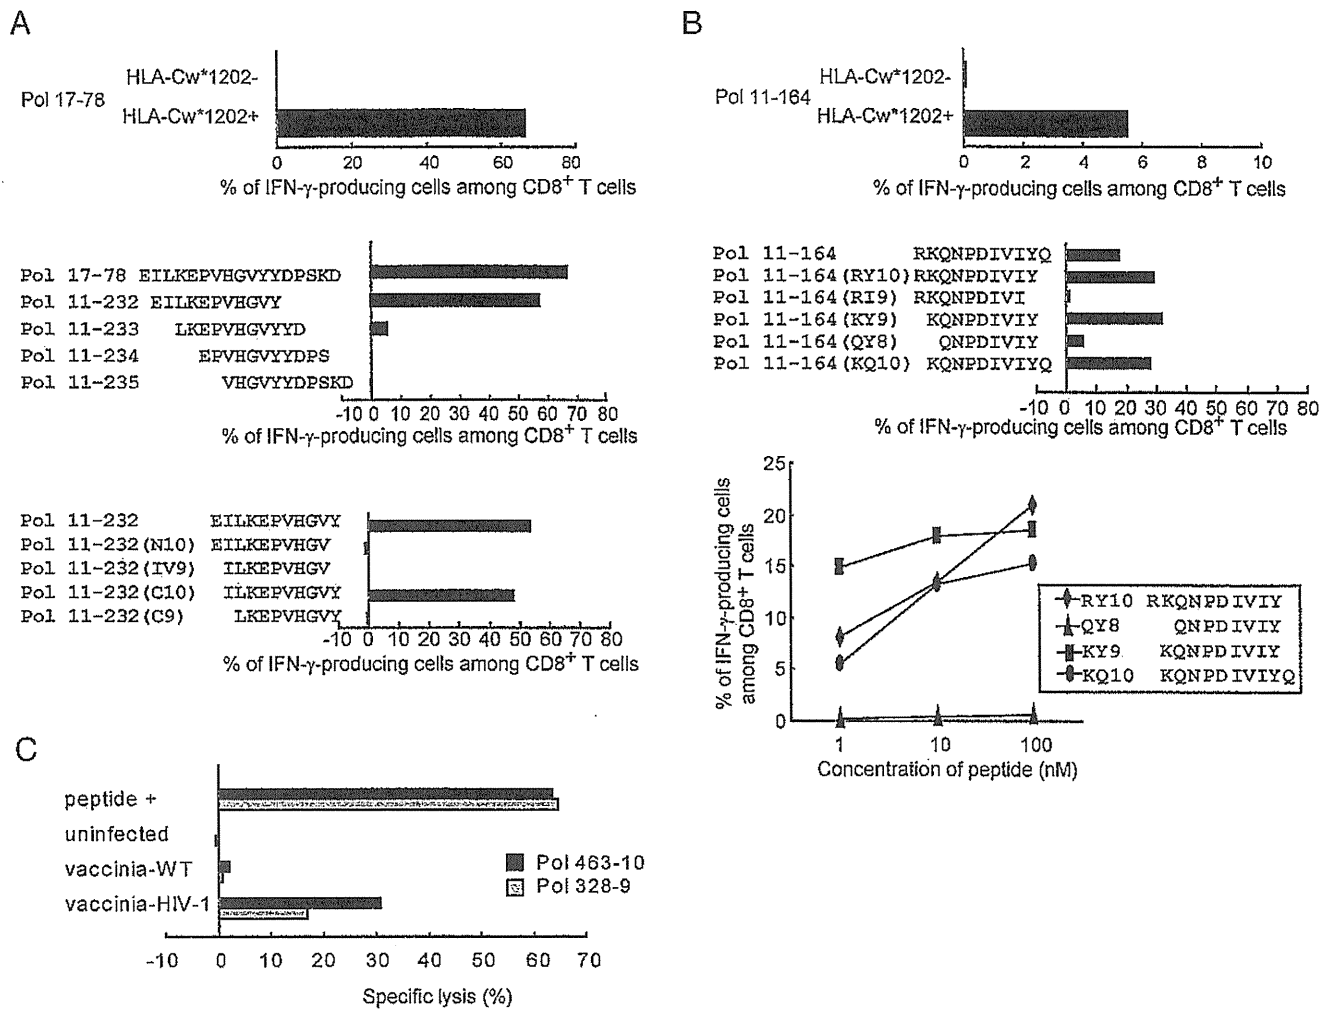 A
HLA-Cw*1202-
Pol 17-78
HLA-Cw*1202+
0 20 40 60 80
% of IFN-γ-producing cells among CD8+ T cells
Pol 17-78 EILKEPVHGVYYDPSKD
Pol 11-232 EILKEPVHGVY
Pol 11-233 LKEPVHGVYYD
Pol 11-234 EPVHGVYYDPS
Pol 11-235 VHGVYYDPSKD
-10 0 10 20 30 40 50 60 70 80
% of IFN-γ-producing cells among CD8+ T cells
Pol 11-232 EILKEPVHGVY
Pol 11-232(N10) EILKEPVHGV
Pol 11-232(IV9) ILKEPVHGV
Pol 11-232(C10) ILKEPVHGVY
Pol 11-232(C9) LKEPVHGVY
-10 0 10 20 30 40 50 60 70 80
% of IFN-γ-producing cells among CD8+ T cells
B
HLA-Cw*1202-
Pol 11-164
HLA-Cw*1202+
0 2 4 6 8 10
% of IFN-γ-producing cells among CD8+ T cells
Pol 11-164 RKQNPDIVIYQ
Pol 11-164(RY10) RKQNPDIVIY
Pol 11-164(RI9) RKQNPDIVI
Pol 11-164(KY9) KQNPDIVIY
Pol 11-164(QY8) QNPDIVIY
Pol 11-164(KQ10) KQNPDIVIYQ
-10 0 10 20 30 40 50 60 70 80
% of IFN-γ-producing cells among CD8+ T cells
% of IFN-γ-producing cells
among CD8+ T cells
25
20
15
10
5
0
1 10 100
Concentration of peptide (nM)
RY10 RKQNPDIVIY
QY8 QNPDIVIY
KY9 KQNPDIVIY
KQ10 KQNPDIVIYQ
C
peptide +
uninfected
vaccinia-WT
vaccinia-HIV-1
Pol 463-10
Pol 328-9
-10 0 10 20 30 40 50 60 70
Specific lysis (%)